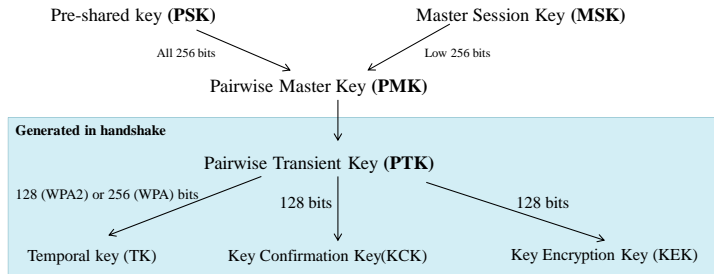 Pre-shared key (PSK)
Master Session Key (MSK)
All 256 bits
Low 256 bits
Pairwise Master Key (PMK)
Generated in handshake
Pairwise Transient Key (PTK)
128 (WPA2) or 256 (WPA) bits
128 bits
128 bits
Temporal key (TK)
Key Confirmation Key(KCK)
Key Encryption Key (KEK)